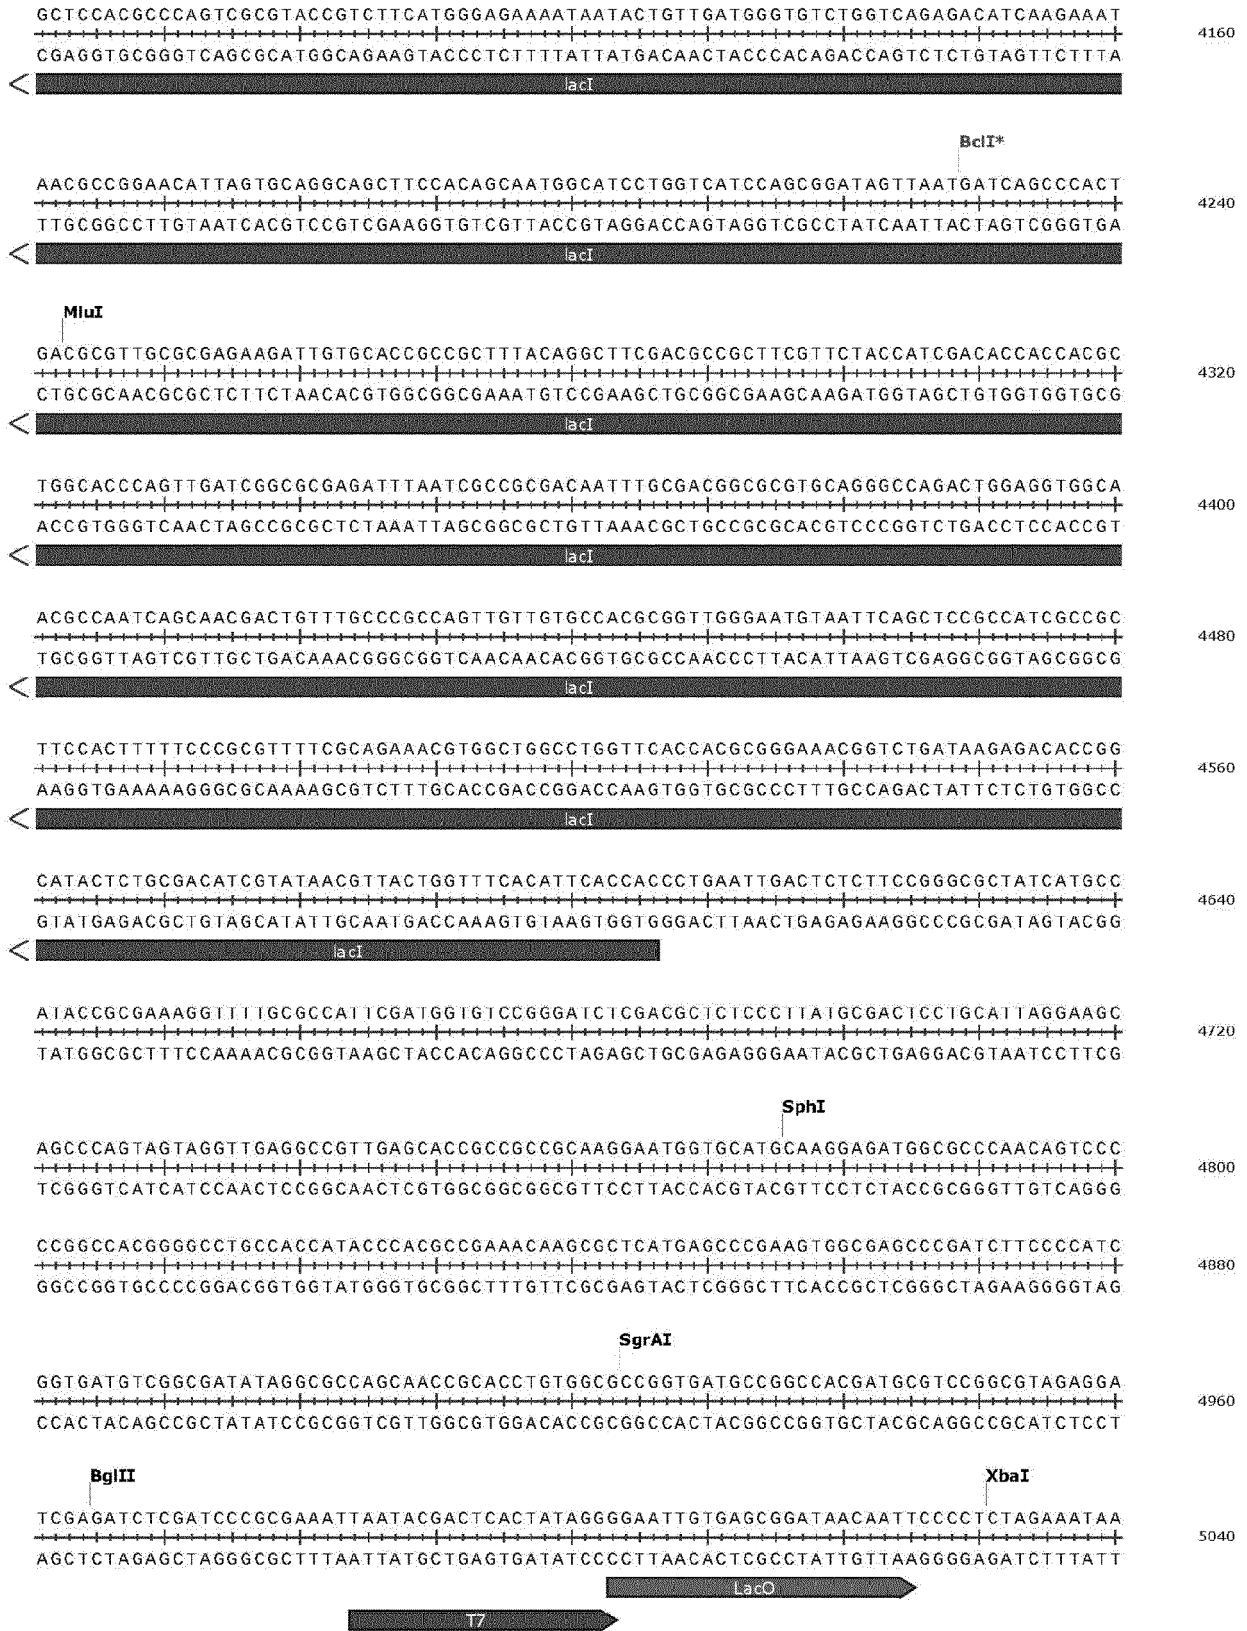 GCTCCACGCCCAGTCGCGTACCGTCTTCATGGGAGAAAATAATACTGTTGATGGGTGTCTGGTCAGAGACATCAAGAAAT
4160
CGAGGTGCGGGTCAGCGCATGGCAGAAGTACCCTCTTTTATTATGACAACTACCCACAGACCAGTCTCTGTAGTTCTTTA
lacI
BclI*
AACGCCGGAACATTAGTGCAGGCAGCTTCCACAGCAATGGCATCCTGGTCATCCAGCGGATAGTTAATGATCAGCCCACT
4240
TTGCGGCCTTGTAATCACGTCCGTCGAAGGTGTCGTTACCGTAGGACCAGTAGGTCGCCTATCAATTACTAGTCGGGTGA
lacI
MluI
GACGCGTTGCGCGAGAAGATTGTGCACCGCCGCTTTACAGGCTTCGACGCCGCTTCGTTCTACCATCGACACCACCACGC
4320
CTGCGCAACGCGCTCTTCTAACACGTGGCGGCGAAATGTCCGAAGCTGCGGCGAAGCAAGATGGTAGCTGTGGTGGTGCG
lacI
TGGCACCCAGTTGATCGGCGCGAGATTTAATCGCCGCGACAATTTGCGACGGCGCGTGCAGGGCCAGACTGGAGGTGGCA
4400
ACCGTGGGTCAACTAGCCGCGCTCTAAATTAGCGGCGCTGTTAAACGCTGCCGCGCACGTCCCGGTCTGACCTCCACCGT
lacI
ACGCCAATCAGCAACGACTGTTTGCCCGCCAGTTGTTGTGCCACGCGGTTGGGAATGTAATTCAGCTCCGCCATCGCCGC
4480
TGCGGTTAGTCGTTGCTGACAAACGGGCGGTCAACAACACGGTGCGCCAACCCTTACATTAAGTCGAGGCGGTAGCGGCG
lacI
TTCCACTTTTTCCCGCGTTTTCGCAGAAACGTGGCTGGCCTGGTTCACCACGCGGGAAACGGTCTGATAAGAGACACCGG
4560
AAGGTGAAAAAGGGCGCAAAAGCGTCTTTGCACCGACCGGACCAAGTGGTGCGCCCTTTGCCAGACTATTCTCTGTGGCC
lacI
CATACTCTGCGACATCGTATAACGTTACTGGTTTCACATTCACCACCCTGAATTGACTCTCTTCCGGGCGCTATCATGCC
4640
GTATGAGACGCTGTAGCATATTGCAATGACCAAAGTGTAAGTGGTGGGACTTAACTGAGAGAAGGCCCGCGATAGTACGG
lacI
ATACCGCGAAAGGTTTTGCGCCATTCGATGGTGTCCGGGATCTCGACGCTCTCCCTTATGCGACTCCTGCATTAGGAAGC
4720
TATGGCGCTTTCCAAAACGCGGTAAGCTACCACAGGCCCTAGAGCTGCGAGAGGGAATACGCTGAGGACGTAATCCTTCG
SphI
AGCCCAGTAGTAGGTTGAGGCCGTTGAGCACCGCCGCCGCAAGGAATGGTGCATGCAAGGAGATGGCGCCCAACAGTCCC
4800
TCGGGTCATCATCCAACTCCGGCAACTCGTGGCGGCGGCGTTCCTTACCACGTACGTTCCTCTACCGCGGGTTGTCAGGG
CCGGCCACGGGGCCTGCCACCATACCCACGCCGAAACAAGCGCTCATGAGCCCGAAGTGGCGAGCCCGATCTTCCCCATC
4880
GGCCGGTGCCCCGGACGGTGGTATGGGTGCGGCTTTGTTCGCGAGTACTCGGGCTTCACCGCTCGGGCTAGAAGGGGTAG
SgrAI
GGTGATGTCGGCGATATAGGCGCCAGCAACCGCACCTGTGGCGCCGGTGATGCCGGCCACGATGCGTCCGGCGTAGAGGA
4960
CCACTACAGCCGCTATATCCGCGGTCGTTGGCGTGGACACCGCGGCCACTACGGCCGGTGCTACGCAGGCCGCATCTCCT
BglII
XbaI
TCGAGATCTCGATCCCGCGAAATTAATACGACTCACTATAGGGGAATTGTGAGCGGATAACAATTCCCCTCTAGAAATAA
5040
AGCTCTAGAGCTAGGGCGCTTTAATTATGCTGAGTGATATCCCCTTAACACTCGCCTATTGTTAAGGGGAGATCTTTATT
LacO
T7